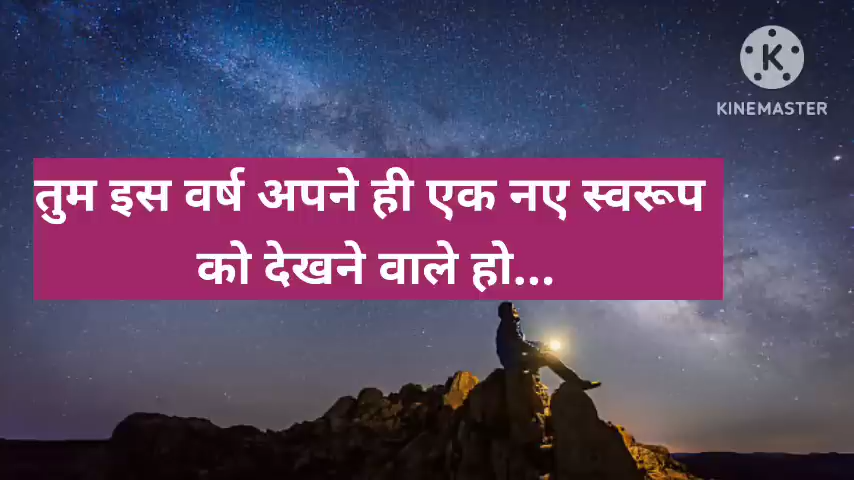 KINEMASTER
तुम इस वर्ष अपने ही एक नए स्वरूप
को देखने वाले हो...